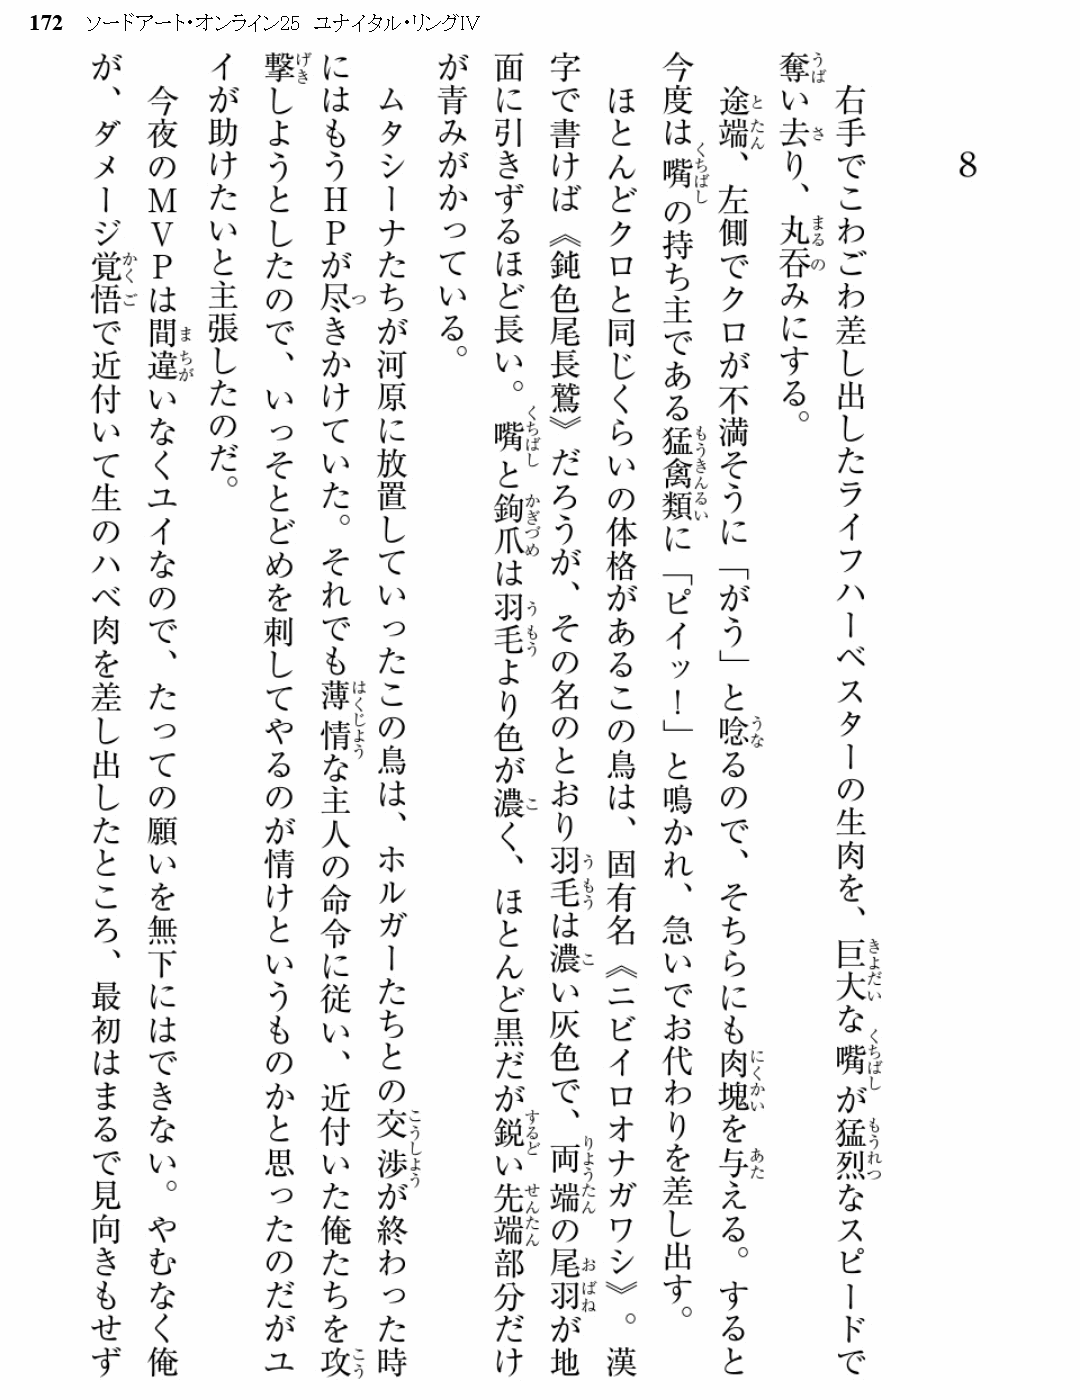 172 ソードアート・オンライン25 ユナイタル・リングIV
8
右手でこわごわ差し出したライフハーベスターの生肉を、巨大な嘴が猛烈なスピードで
奪い去り、丸呑みにする。
途端、左側でクロが不満そうに「がう」と唸るので、そちらにも肉塊を与える。すると
今度は嘴の持ち主である猛禽類に「ピイッ！」と鳴かれ、急いでお代わりを差し出す。
ほとんどクロと同じくらいの体格があるこの鳥は、固有名《ニビイロオナガワシ》。漢
字で書けば《鈍色尾長鷲》だろうが、その名のとおり羽毛は濃い灰色で、両端の尾羽が地
面に引きずるほど長い。嘴と鉤爪は羽毛より色が濃く、ほとんど黒だが鋭い先端部分だけ
が青みがかっている。
ムタシーナたちが河原に放置していったこの鳥は、ホルガーたちとの交渉が終わった時
にはもうＨＰが尽きかけていた。それでも薄情な主人の命令に従い、近付いた俺たちを攻
撃しようとしたので、いっそとどめを刺してやるのが情けというものかと思ったのだがユ
イが助けたいと主張したのだ。
今夜のＭＶＰは間違いなくユイなので、たっての願いを無下にはできない。やむなく俺
が、ダメージ覚悟で近付いて生のハベ肉を差し出したところ、最初はまるで見向きもせず